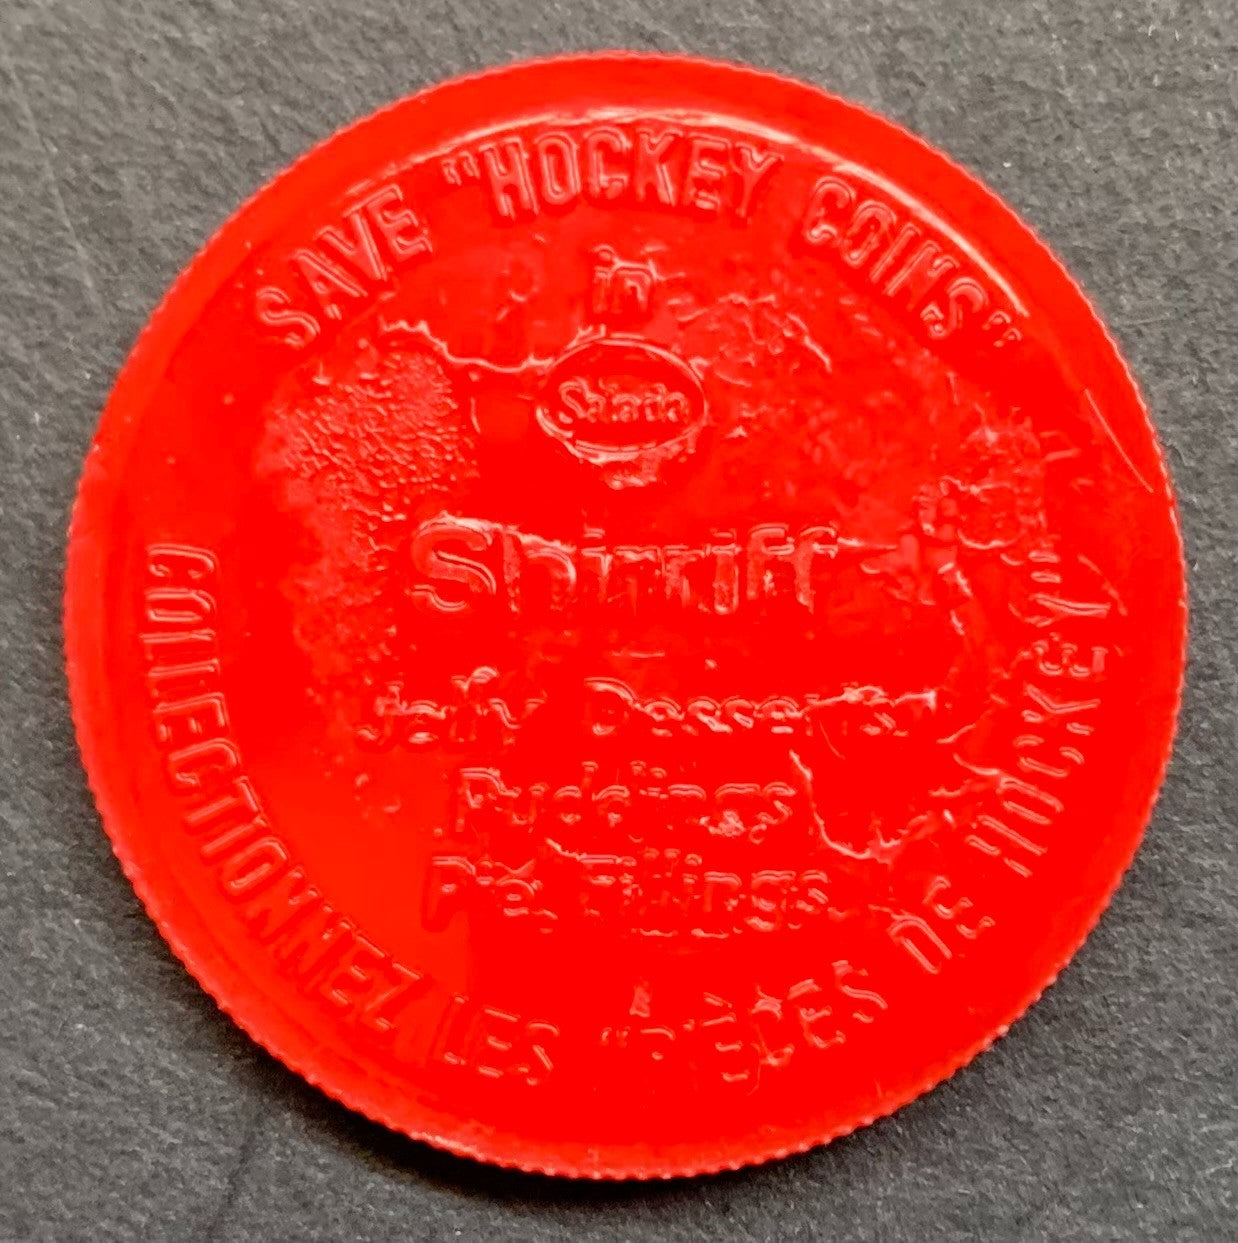 SAVE "HOCKEY COINS"
in
Salada
Shirriff
Jelly Desserts
Puddings
Pie Fillings
COLLECTIONNEZ LES "PIÈCES DE HOCKEY"